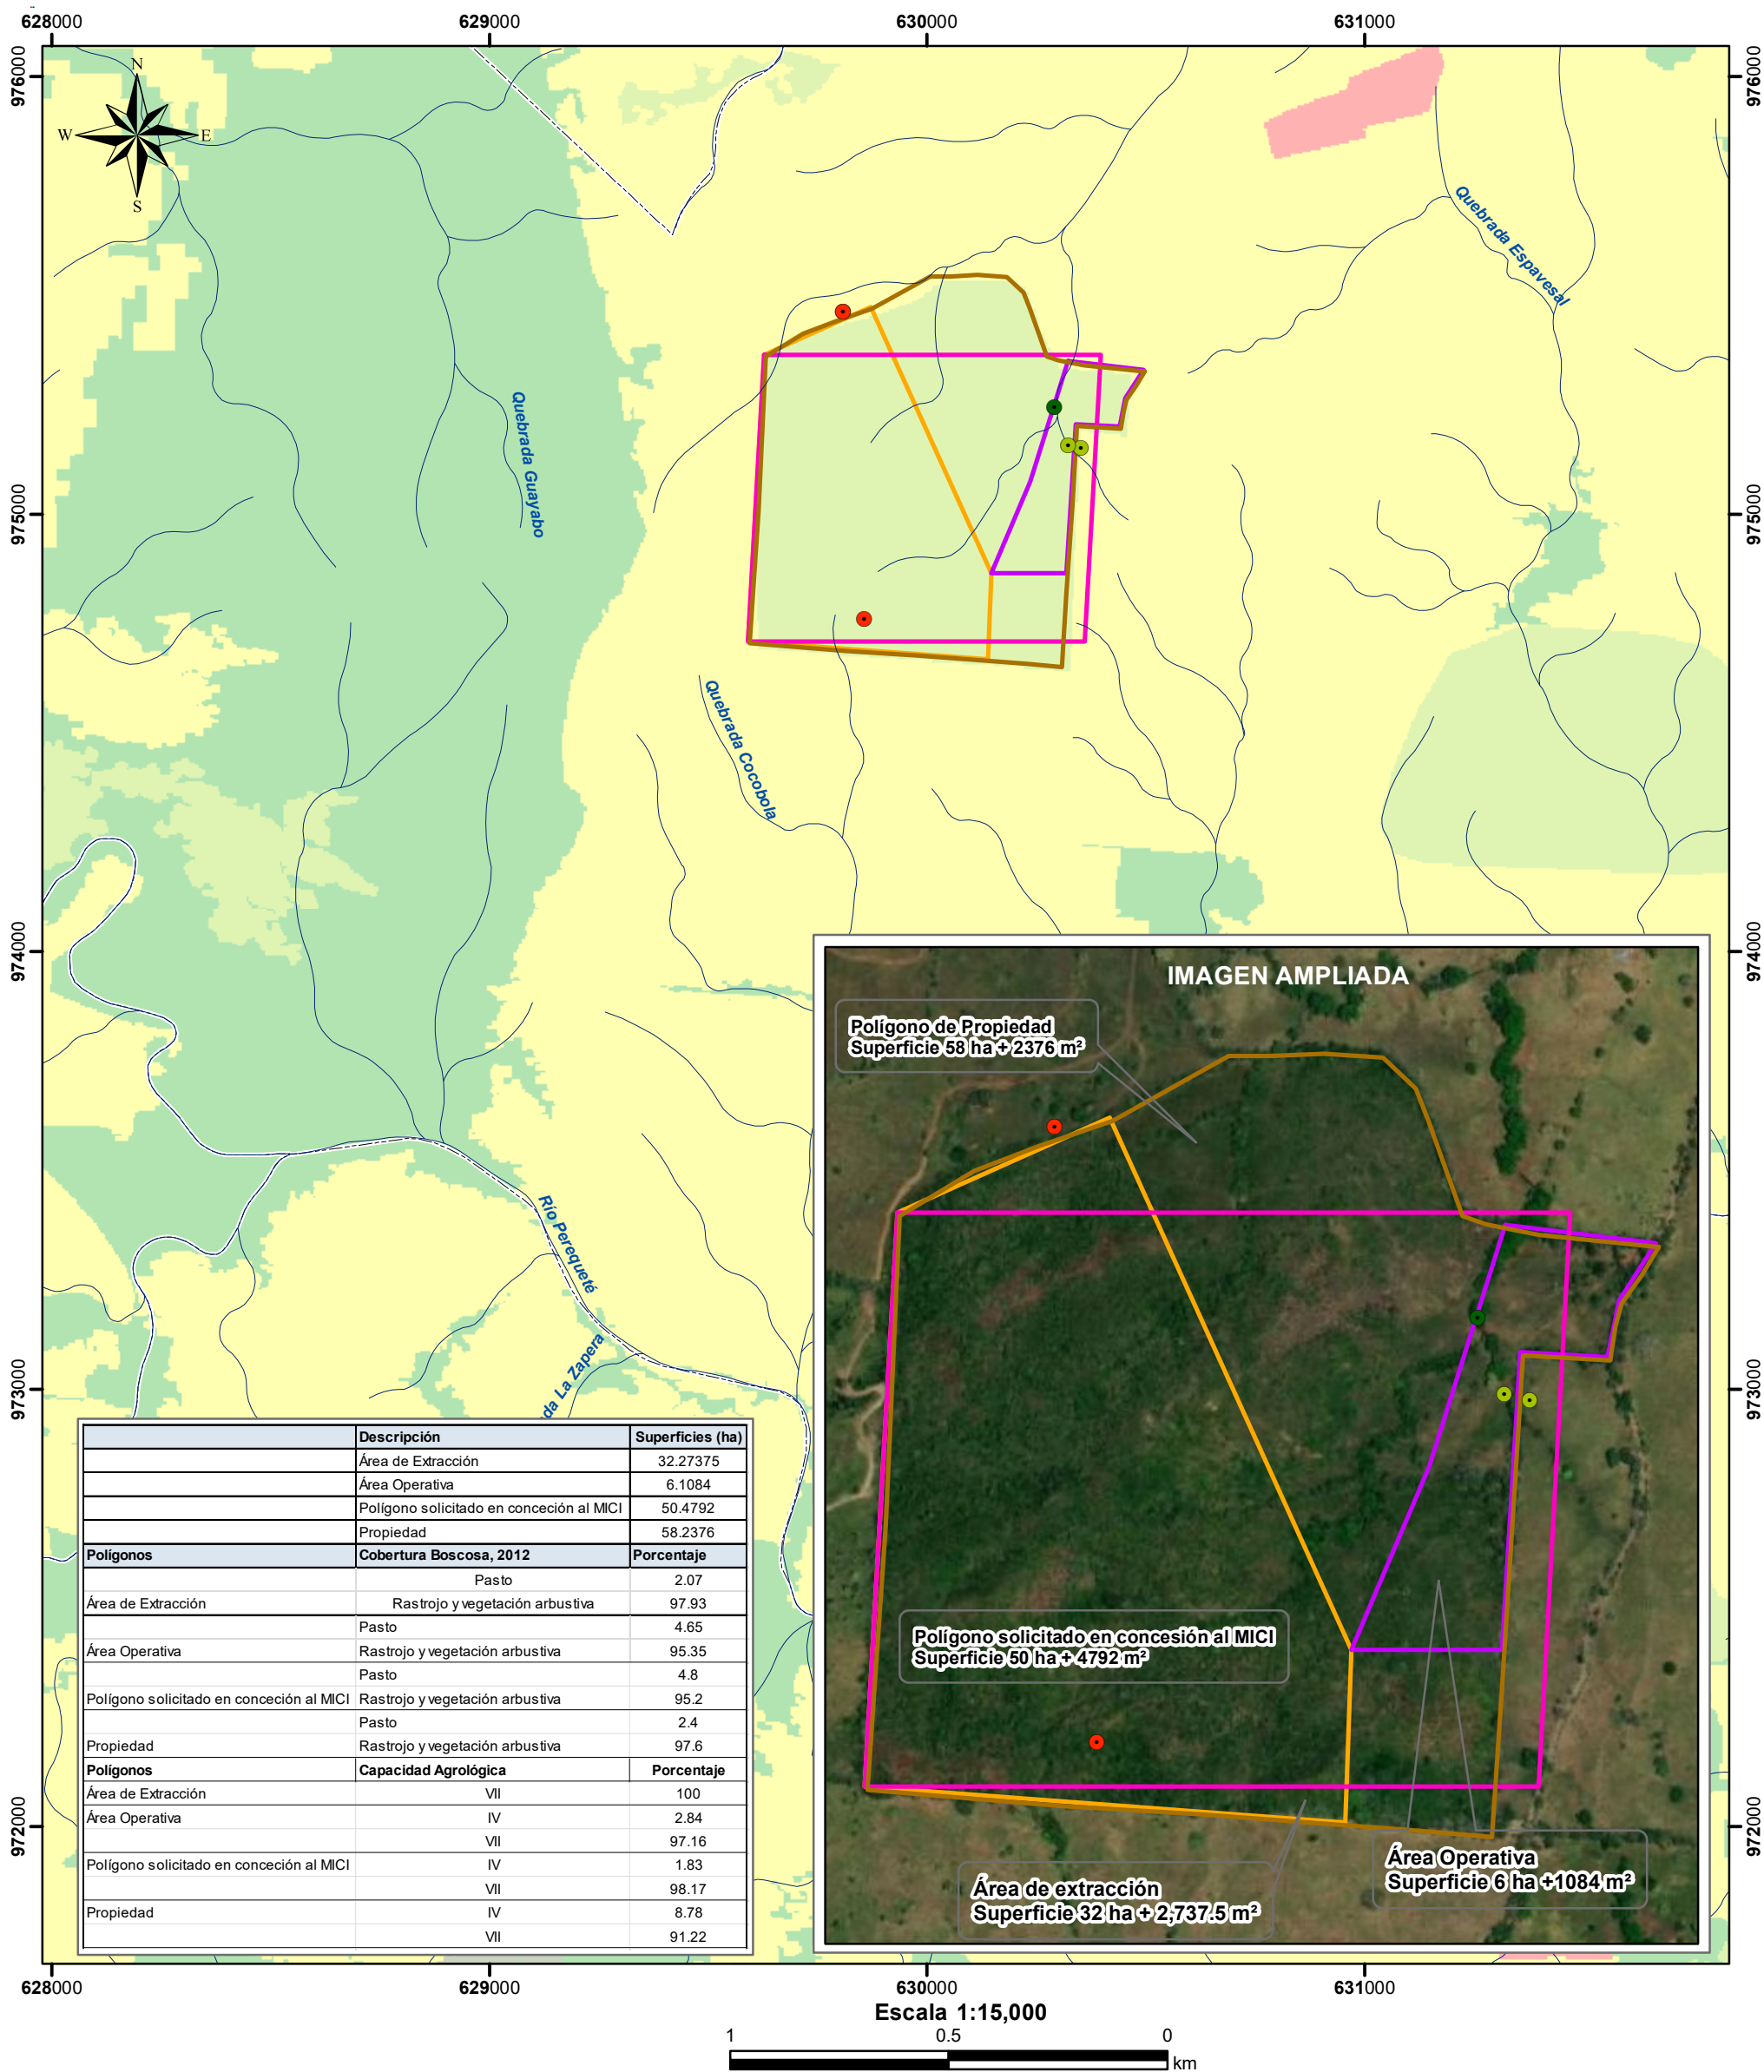 628000 629000 630000 631000
976000 976000
N
W E
S
Quebrada Espavesal
Quebrada Guayabo
975000 975000
Quebrada Cocobola
974000 974000
IMAGEN AMPLIADA
Polígono de Propiedad
Superficie 58 ha + 2376 m²
Río Perequeté
da La Zapera
973000 973000
Descripción Superficies (ha)
Área de Extracción 32.27375
Área Operativa 6.1084
Polígono solicitado en conceción al MICI 50.4792
Propiedad 58.2376
Polígonos Cobertura Boscosa, 2012 Porcentaje
Pasto 2.07
Área de Extracción Rastrojo y vegetación arbustiva 97.93
Pasto 4.65
Área Operativa Rastrojo y vegetación arbustiva 95.35
Pasto 4.8
Polígono solicitado en conceción al MICI Rastrojo y vegetación arbustiva 95.2
Pasto 2.4
Propiedad Rastrojo y vegetación arbustiva 97.6
Polígonos Capacidad Agrológica Porcentaje
Área de Extracción VII 100
Área Operativa IV 2.84
VII 97.16
Polígono solicitado en conceción al MICI IV 1.83
VII 98.17
Propiedad IV 8.78
VII 91.22
Polígono solicitado en concesión al MICI
Superficie 50 ha + 4792 m²
Área Operativa
Superficie 6 ha +1084 m²
Área de extracción
Superficie 32 ha + 2,737.5 m²
972000 972000
628000 629000 630000 631000
Escala 1:15,000
1 0.5 0
km